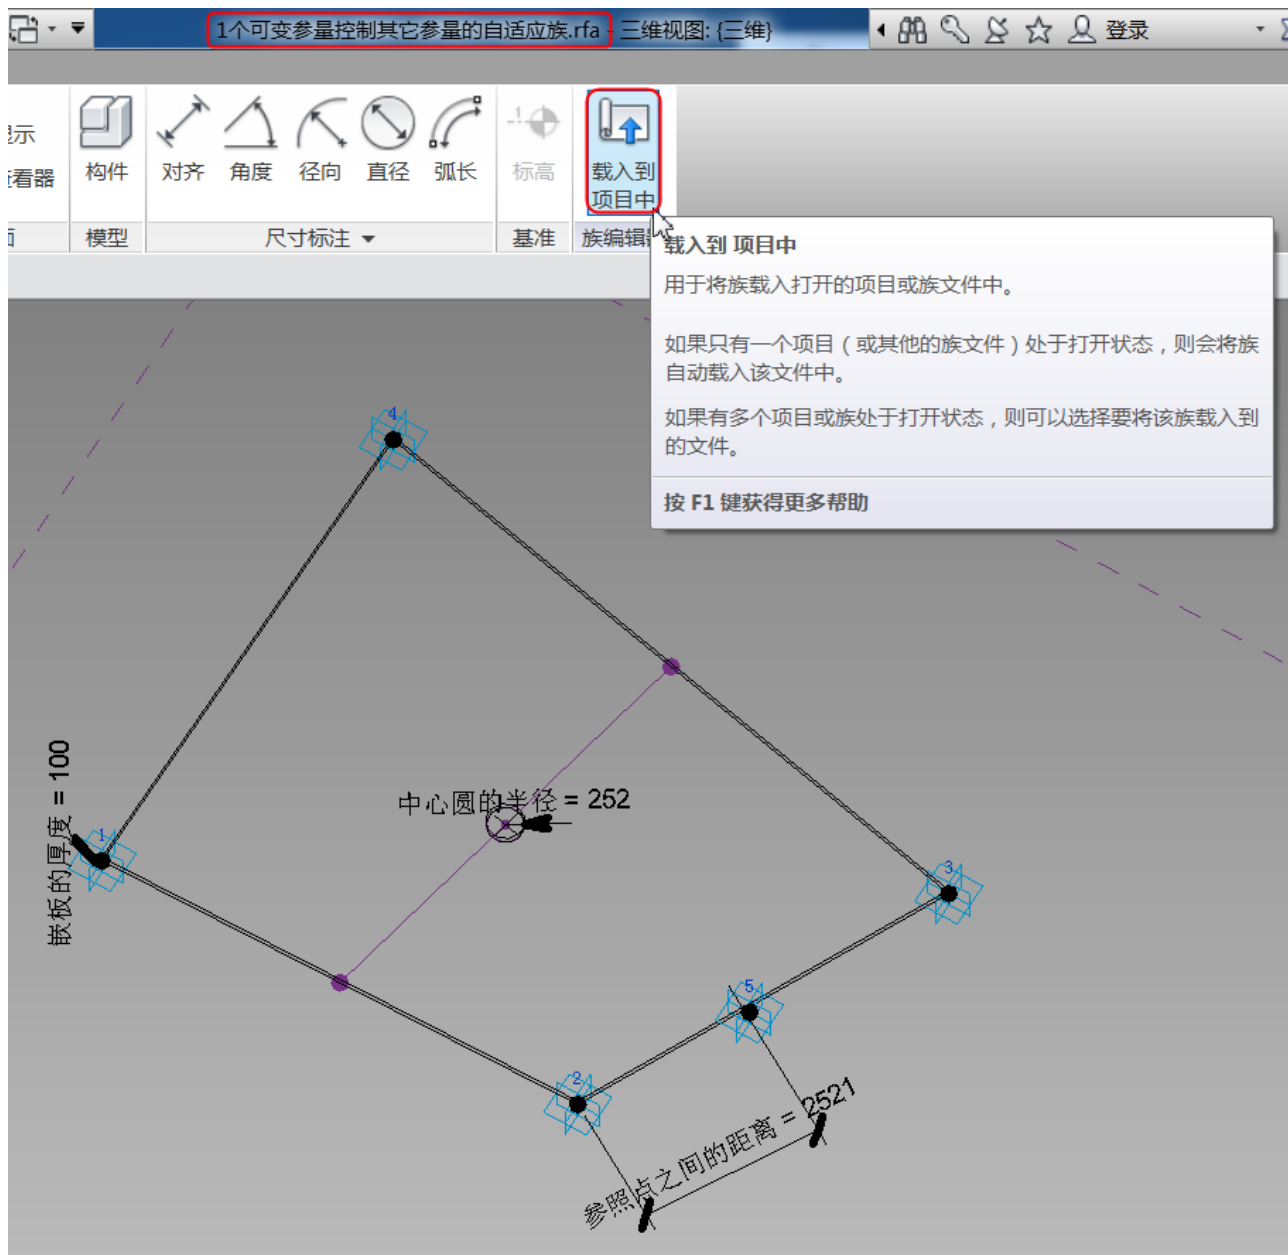 1个可变参量控制其它参量的自适应族.rfa - 三维视图: {三维}
登录
显示
查看器
构件
对齐
角度
径向
直径
弧长
标高
载入到
项目中
模型
尺寸标注
基准
族编辑器
载入到 项目中
用于将族载入打开的项目或族文件中。
如果只有一个项目（或其他的族文件）处于打开状态，则会将族
自动载入该文件中。
如果有多个项目或族处于打开状态，则可以选择要将该族载入到
的文件。
按 F1 键获得更多帮助
4
嵌板的厚度 = 100
1
中心圆的半径 = 252
3
5
2
参照点之间的距离 = 2521